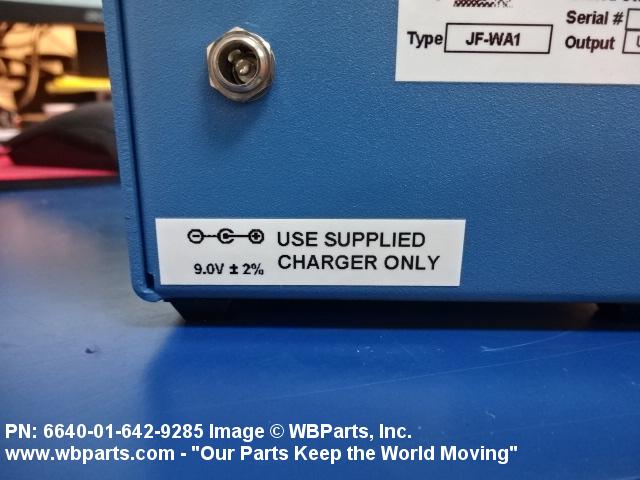 Serial #
Type JF-WA1 Output
USE SUPPLIED
9.0V ± 2% CHARGER ONLY
PN: 6640-01-642-9285 Image © WBParts, Inc.
www.wbparts.com - "Our Parts Keep the World Moving"